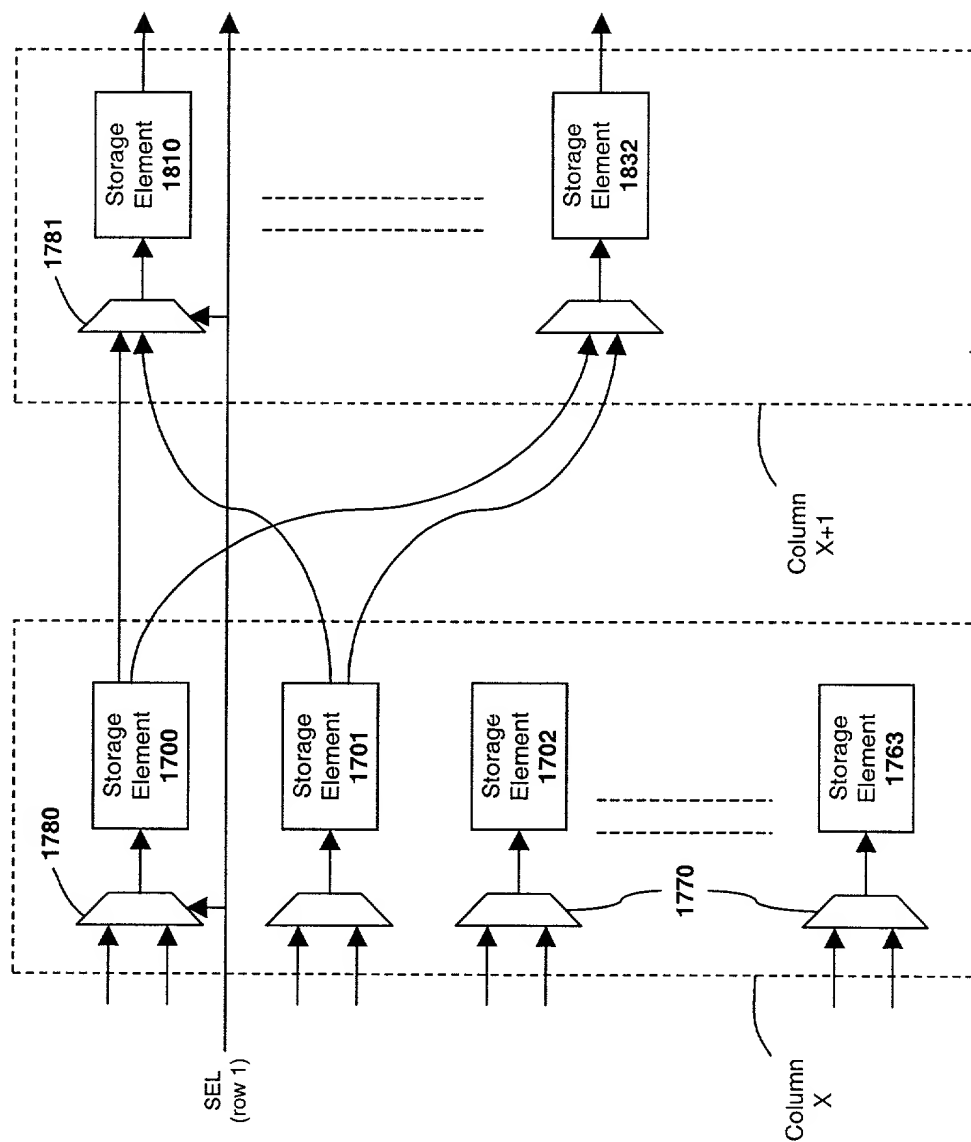 1780
Storage
Element
1700
1781
Storage
Element
1810
SEL
(row 1)
Storage
Element
1701
Storage
Element
1702
1770
Storage
Element
1832
Storage
Element
1763
Column
X
Column
X+1